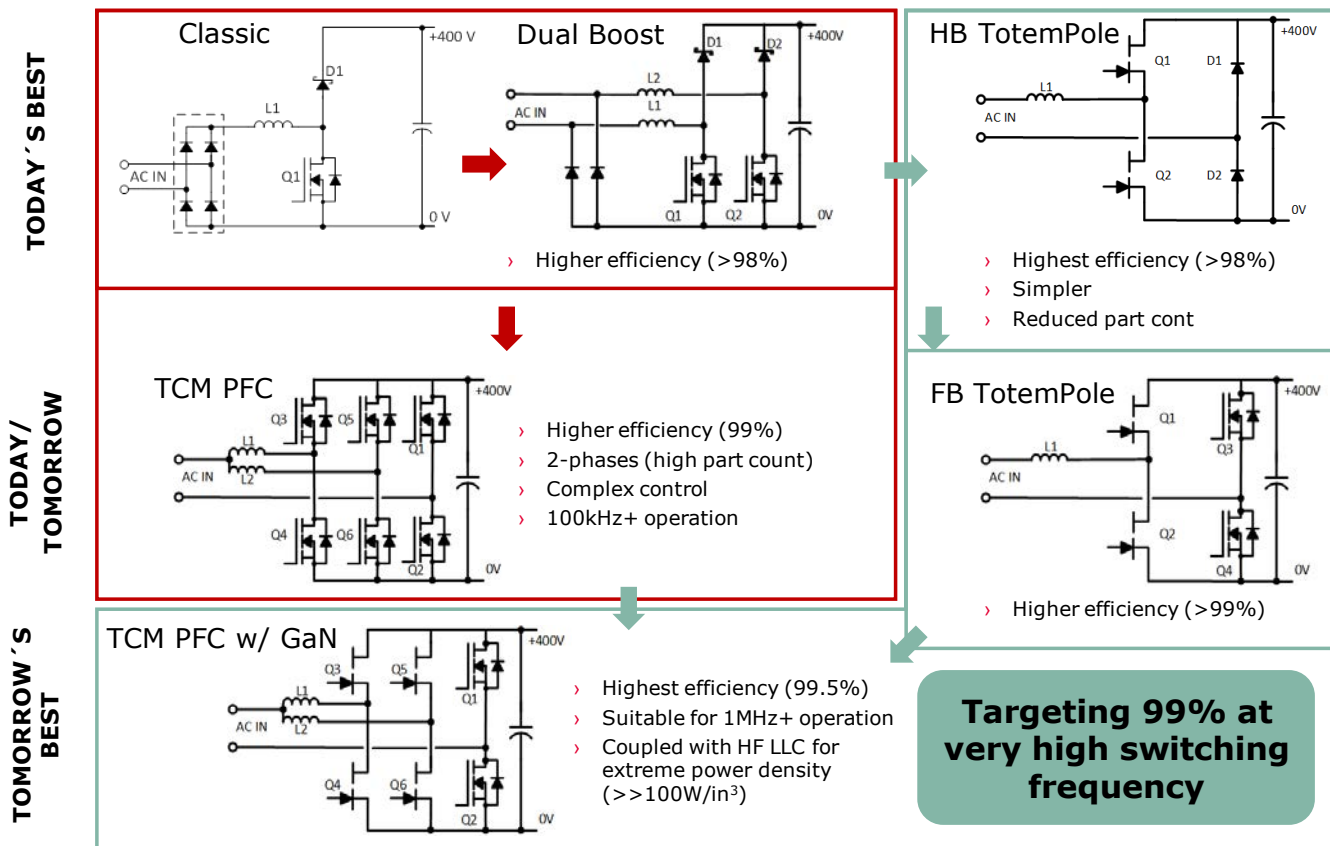 TODAY´S BEST
Classic
+400 V
D1
L1
AC IN
Q1
0 V
Dual Boost
D1
D2
+400V
L2
L1
AC IN
Q1
Q2
0V
› Higher efficiency (>98%)
HB TotemPole
+400V
Q1
D1
L1
AC IN
Q2
D2
0V
› Highest efficiency (>98%)
› Simpler
› Reduced part cont
TODAY/
TOMORROW
TCM PFC
+400V
Q3
Q5
Q1
L1
AC IN
L2
Q4
Q6
Q2
0V
› Higher efficiency (99%)
› 2-phases (high part count)
› Complex control
› 100kHz+ operation
FB TotemPole
+400V
Q1
Q3
L1
AC IN
Q2
Q4
0V
› Higher efficiency (>99%)
TOMORROW´S
BEST
TCM PFC w/ GaN
+400V
Q3
Q5
Q1
L1
AC IN
L2
Q4
Q6
Q2
0V
› Highest efficiency (99.5%)
› Suitable for 1MHz+ operation
› Coupled with HF LLC for
extreme power density
(>>100W/in³)
Targeting 99% at
very high switching
frequency